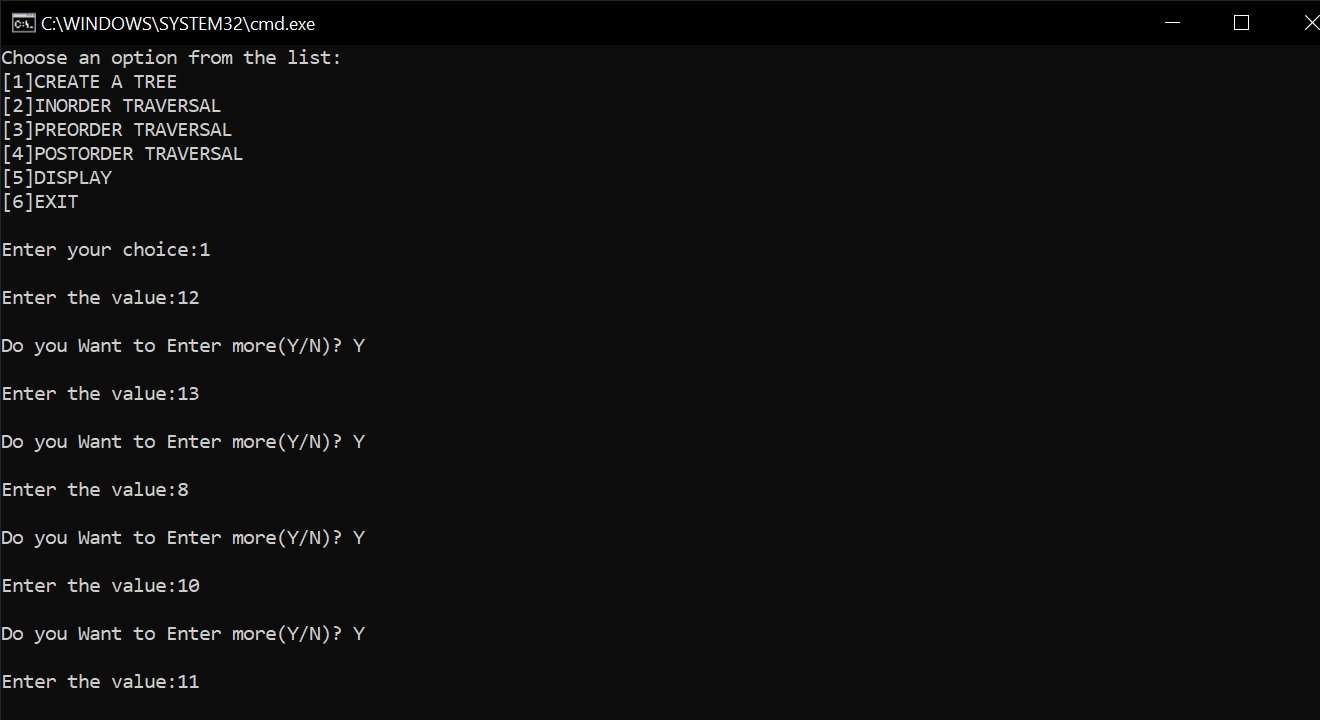 C:\WINDOWS\SYSTEM32\cmd.exe
Choose an option from the list:
[1]CREATE A TREE
[2]INORDER TRAVERSAL
[3]PREORDER TRAVERSAL
[4]POSTORDER TRAVERSAL
[5]DISPLAY
[6]EXIT
Enter your choice:1
Enter the value:12
Do you Want to Enter more(Y/N)? Y
Enter the value:13
Do you Want to Enter more(Y/N)? Y
Enter the value:8
Do you Want to Enter more(Y/N)? Y
Enter the value:10
Do you Want to Enter more(Y/N)? Y
Enter the value:11